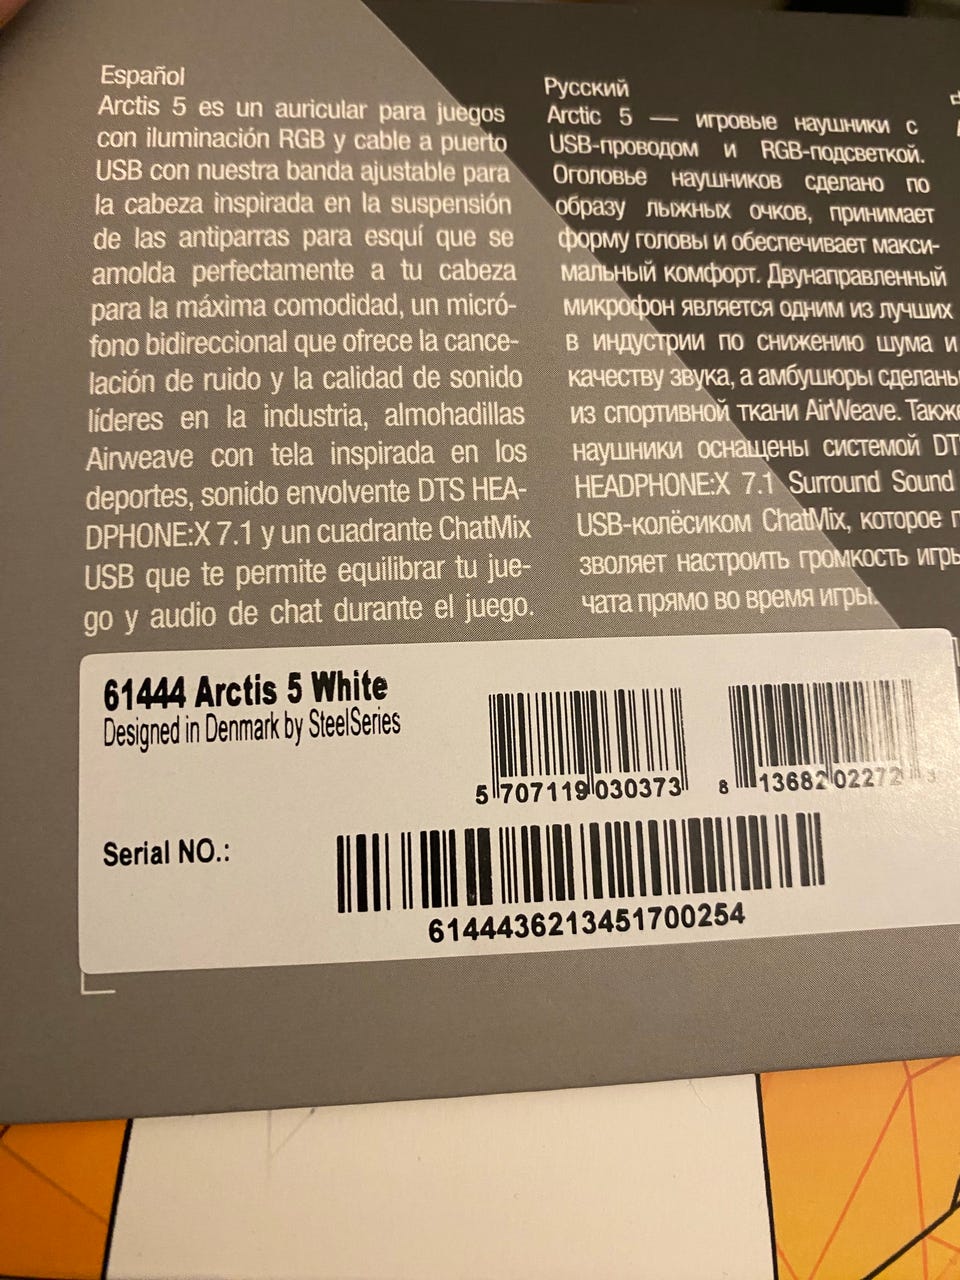 Español
Arctis 5 es un auricular para juegos
con iluminación RGB y cable a puerto
USB con nuestra banda ajustable para
la cabeza inspirada en la suspensión
de las antiparras para esquí que se
amolda perfectamente a tu cabeza
para la máxima comodidad, un micró-
fono bidireccional que ofrece la cance-
lación de ruido y la calidad de sonido
líderes en la industria, almohadillas
Airweave con tela inspirada en los
deportes, sonido envolvente DTS HEA-
DPHONE:X 7.1 y un cuadrante ChatMix
USB que te permite equilibrar tu jue-
go y audio de chat durante el juego.
Русский
Arctic 5 — игровые наушники с
USB-проводом и RGB-подсветкой.
Оголовье наушников сделано по
образу лыжных очков, принимает
форму головы и обеспечивает макси-
мальный комфорт. Двунаправленный
микрофон является одним из лучших
в индустрии по снижению шума и
качеству звука, а амбушюры сделаны
из спортивной ткани AirWeave. Также
наушники оснащены системой DT
HEADPHONE:X 7.1 Surround Sound
USB-колёсиком ChatMix, которое п
зволяет настроить громкость игры
чата прямо во время игры.
61444 Arctis 5 White
Designed in Denmark by SteelSeries
5 707119 030373
8 13682 02272 3
Serial NO.:
6144436213451700254